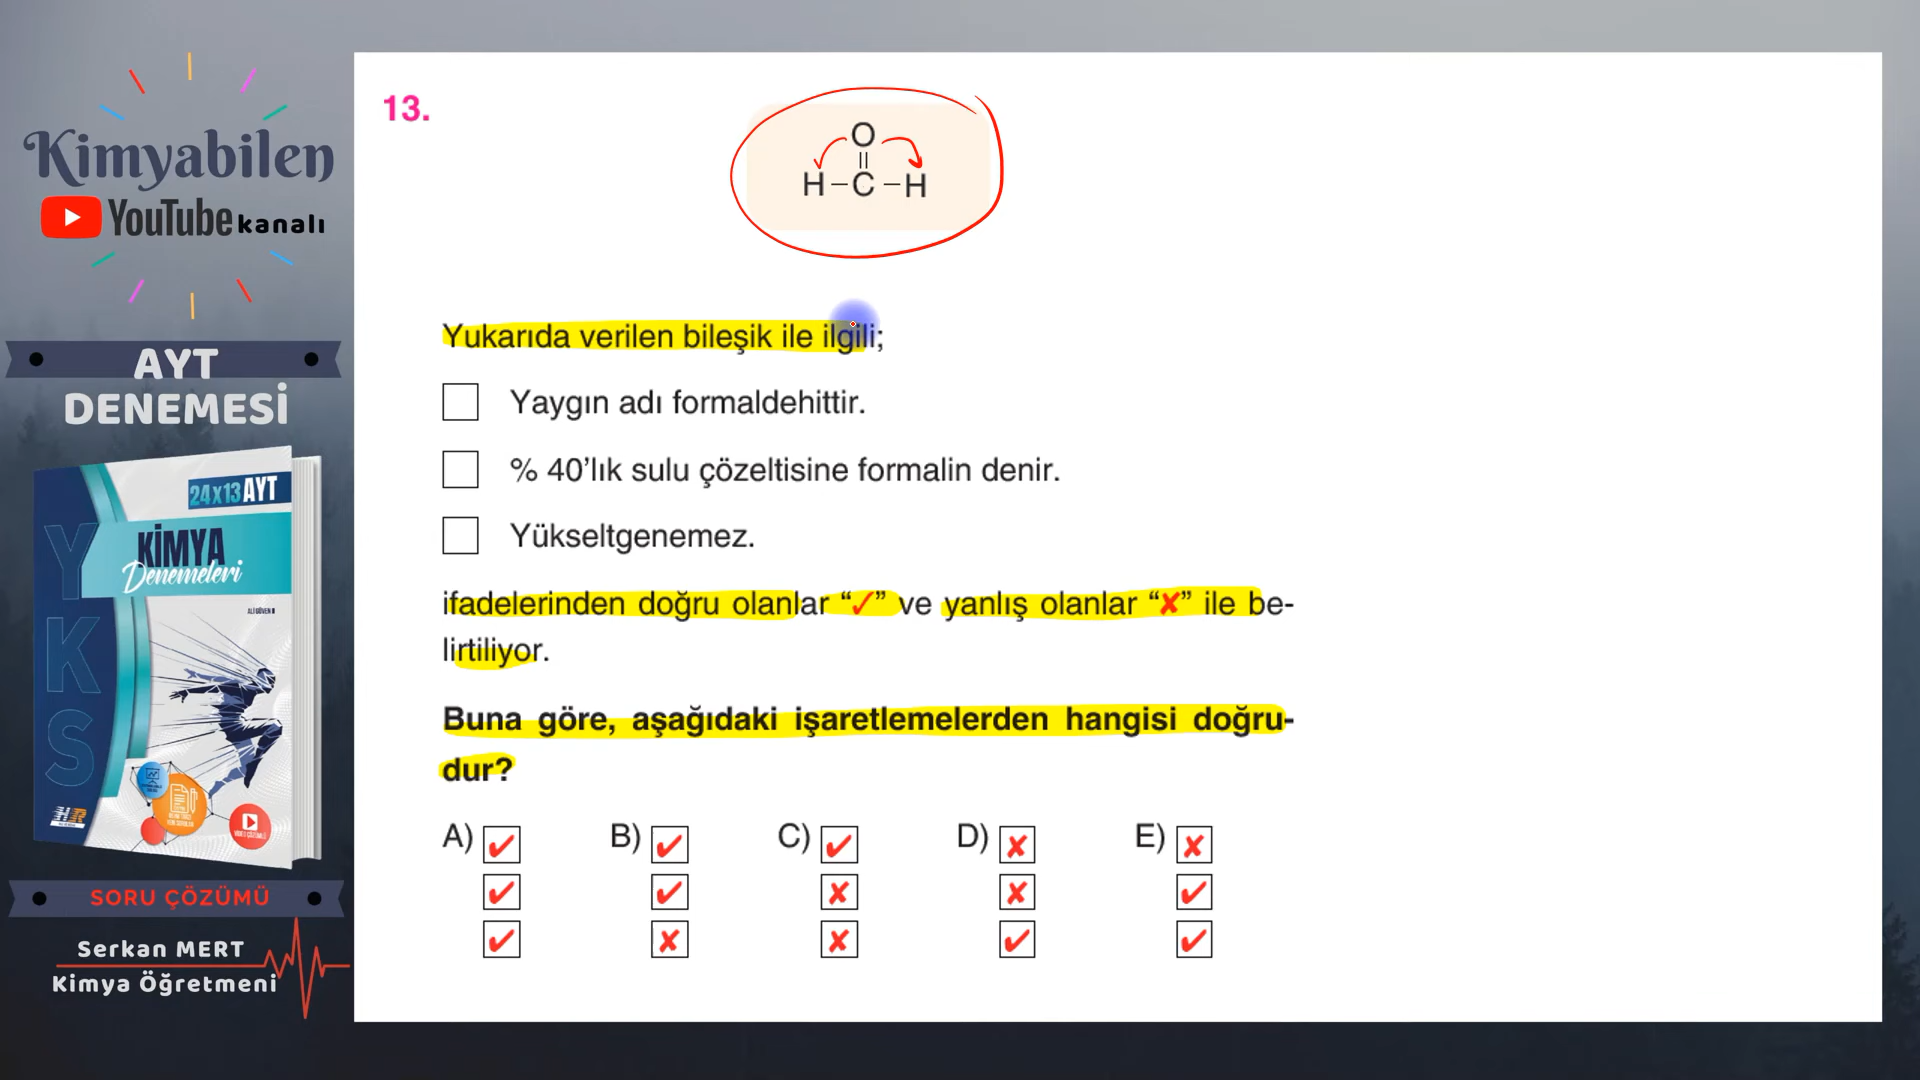 Kimyabilen
YouTube kanalı
AYT
DENEMESİ
24x13 AYT
KİMYA
Denemeleri
ALİ GÜVEN
YKS
SORU ÇÖZÜMÜ
Serkan MERT
Kimya Öğretmeni
13.
O
H–C–H
Yukarıda verilen bileşik ile ilgili;
Yaygın adı formaldehittir.
% 40’lık sulu çözeltisine formalin denir.
Yükseltgenemez.
ifadelerinden doğru olanlar “✓” ve yanlış olanlar “✘” ile be-
lirtiliyor.
Buna göre, aşağıdaki işaretlemelerden hangisi doğru-
dur?
A) ✔ B) ✔ C) ✔ D) ✘ E) ✘
✔ ✔ ✘ ✘ ✔
✔ ✘ ✘ ✔ ✔